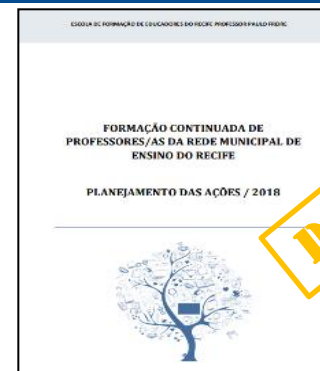 ESCOLA DE FORMAÇÃO DE EDUCADORES DO RECIFE PROFESSOR PAULO FREIRE
FORMAÇÃO CONTINUADA DE
PROFESSORES/AS DA REDE MUNICIPAL DE
ENSINO DO RECIFE
PLANEJAMENTO DAS AÇÕES / 2018